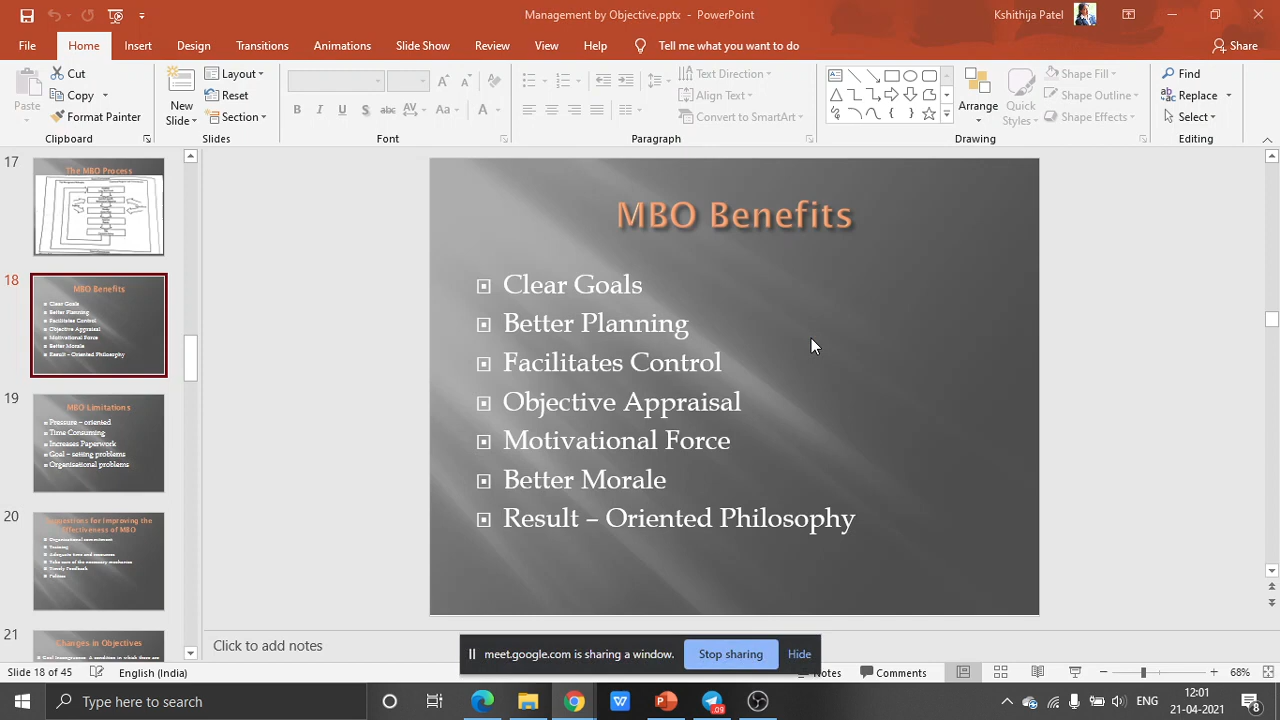 Management by Objective.pptx - PowerPoint
Kshithija Patel
File Home Insert Design Transitions Animations Slide Show Review View Help Tell me what you want to do Share
Paste
Cut
Copy
Format Painter
Clipboard
New Slide
Layout
Reset
Section
Slides
Font
Text Direction
Align Text
Convert to SmartArt
Paragraph
Arrange
Quick Styles
Shape Fill
Shape Outline
Shape Effects
Drawing
Find
Replace
Select
Editing
17
The MBO Process
18
MBO Benefits
Clear Goals
Better Planning
Facilitates Control
Objective Appraisal
Motivational Force
Better Morale
Result – Oriented Philosophy
19
MBO Limitations
Pressure – oriented
Time Consuming
Increases Paperwork
Goal – setting problems
Organisational problems
20
Suggestions for Improving the
Effectiveness of MBO
Organisational commitment
Training
Adequate time and resources
Timely Feedback
21
Changes in Objectives
MBO Benefits
Clear Goals
Better Planning
Facilitates Control
Objective Appraisal
Motivational Force
Better Morale
Result – Oriented Philosophy
Click to add notes
meet.google.com is sharing a window.
Stop sharing
Hide
Slide 18 of 45
English (India)
Notes
Comments
68%
Type here to search
ENG
12:01
21-04-2021
8